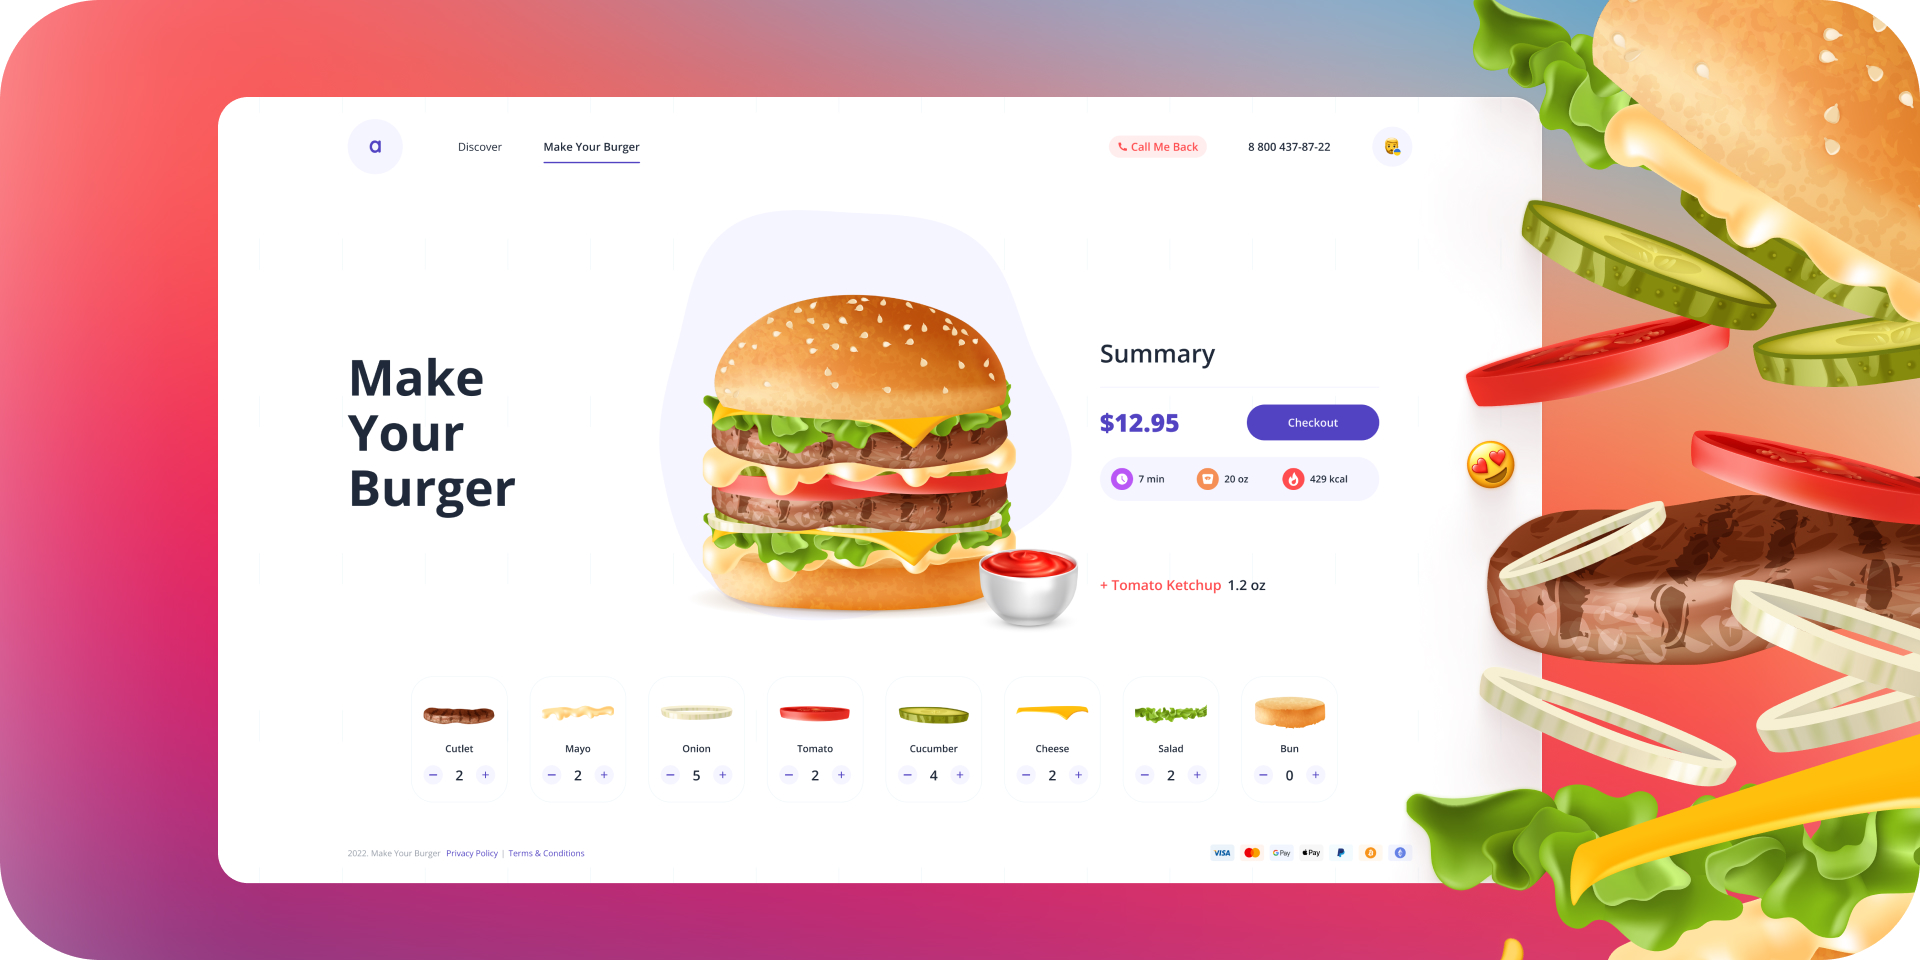 a
Discover
Make Your Burger
Call Me Back
8 800 437-87-22
Make
Your
Burger
Summary
$12.95
Checkout
7 min
20 oz
429 kcal
+ Tomato Ketchup 1.2 oz
Cutlet
− 2 +
Mayo
− 2 +
Onion
− 5 +
Tomato
− 2 +
Cucumber
− 4 +
Cheese
− 2 +
Salad
− 2 +
Bun
− 0 +
2022. Make Your Burger Privacy Policy | Terms & Conditions
VISA
G Pay
Pay